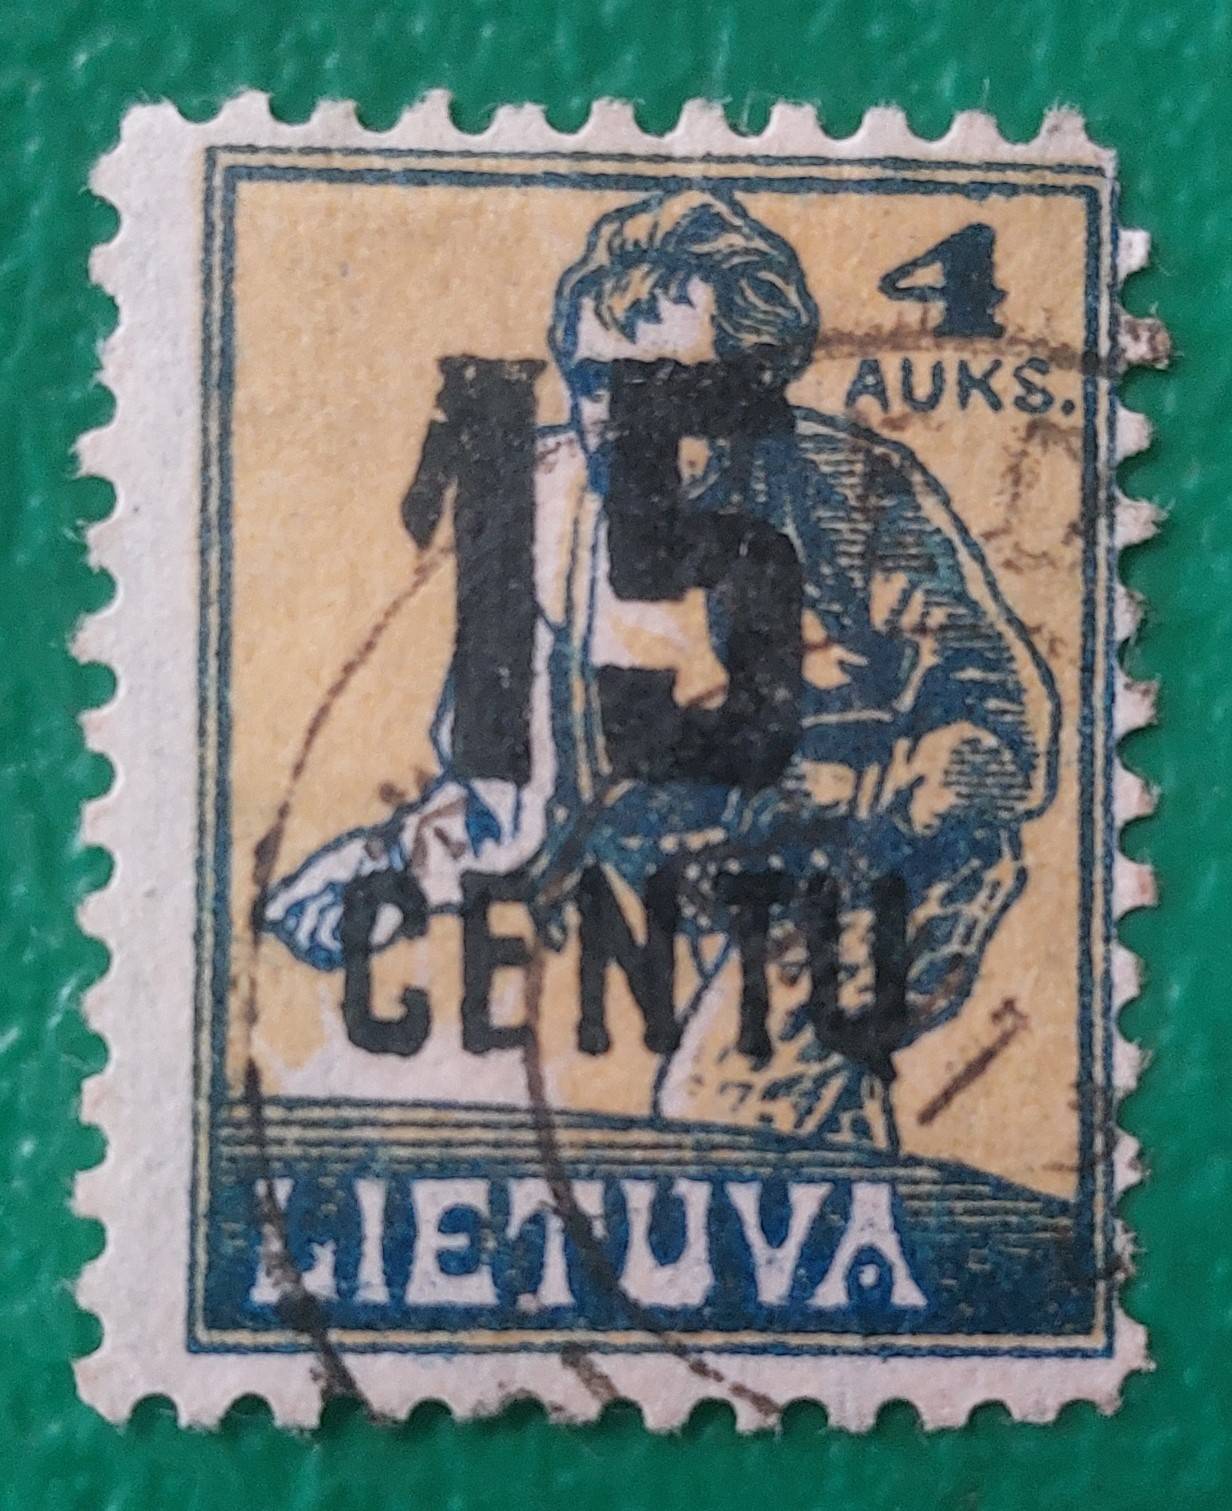 4
AUKS.
15
CENTU
LIETUVA